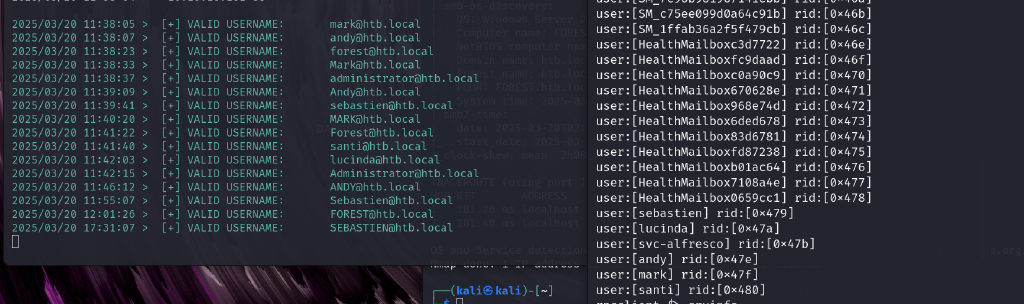 2025/03/20 11:38:05 > [+] VALID USERNAME: mark@htb.local
2025/03/20 11:38:07 > [+] VALID USERNAME: andy@htb.local
2025/03/20 11:38:23 > [+] VALID USERNAME: forest@htb.local
2025/03/20 11:38:33 > [+] VALID USERNAME: Mark@htb.local
2025/03/20 11:38:37 > [+] VALID USERNAME: administrator@htb.local
2025/03/20 11:39:09 > [+] VALID USERNAME: Andy@htb.local
2025/03/20 11:39:41 > [+] VALID USERNAME: sebastien@htb.local
2025/03/20 11:40:20 > [+] VALID USERNAME: MARK@htb.local
2025/03/20 11:41:22 > [+] VALID USERNAME: Forest@htb.local
2025/03/20 11:41:40 > [+] VALID USERNAME: santi@htb.local
2025/03/20 11:42:03 > [+] VALID USERNAME: lucinda@htb.local
2025/03/20 11:42:15 > [+] VALID USERNAME: Administrator@htb.local
2025/03/20 11:46:12 > [+] VALID USERNAME: ANDY@htb.local
2025/03/20 11:55:07 > [+] VALID USERNAME: Sebastien@htb.local
2025/03/20 12:01:26 > [+] VALID USERNAME: FOREST@htb.local
2025/03/20 17:31:07 > [+] VALID USERNAME: SEBASTIEN@htb.local
OS and Service detection
(kali㉿kali)-[~]
$
user:[SM_c75ee099d0a64c91b] rid:[0×46b]
user:[SM_1ffab36a2f5f479cb] rid:[0×46c]
user:[HealthMailboxc3d7722] rid:[0×46e]
user:[HealthMailboxfc9daad] rid:[0×46f]
user:[HealthMailboxc0a90c9] rid:[0×470]
user:[HealthMailbox670628e] rid:[0×471]
user:[HealthMailbox968e74d] rid:[0×472]
user:[HealthMailbox6ded678] rid:[0×473]
user:[HealthMailbox83d6781] rid:[0×474]
user:[HealthMailboxfd87238] rid:[0×475]
user:[HealthMailboxb01ac64] rid:[0×476]
user:[HealthMailbox7108a4e] rid:[0×477]
user:[HealthMailbox0659cc1] rid:[0×478]
user:[sebastien] rid:[0×479]
user:[lucinda] rid:[0×47a]
user:[svc-alfresco] rid:[0×47b]
user:[andy] rid:[0×47e]
user:[mark] rid:[0×47f]
user:[santi] rid:[0×480]